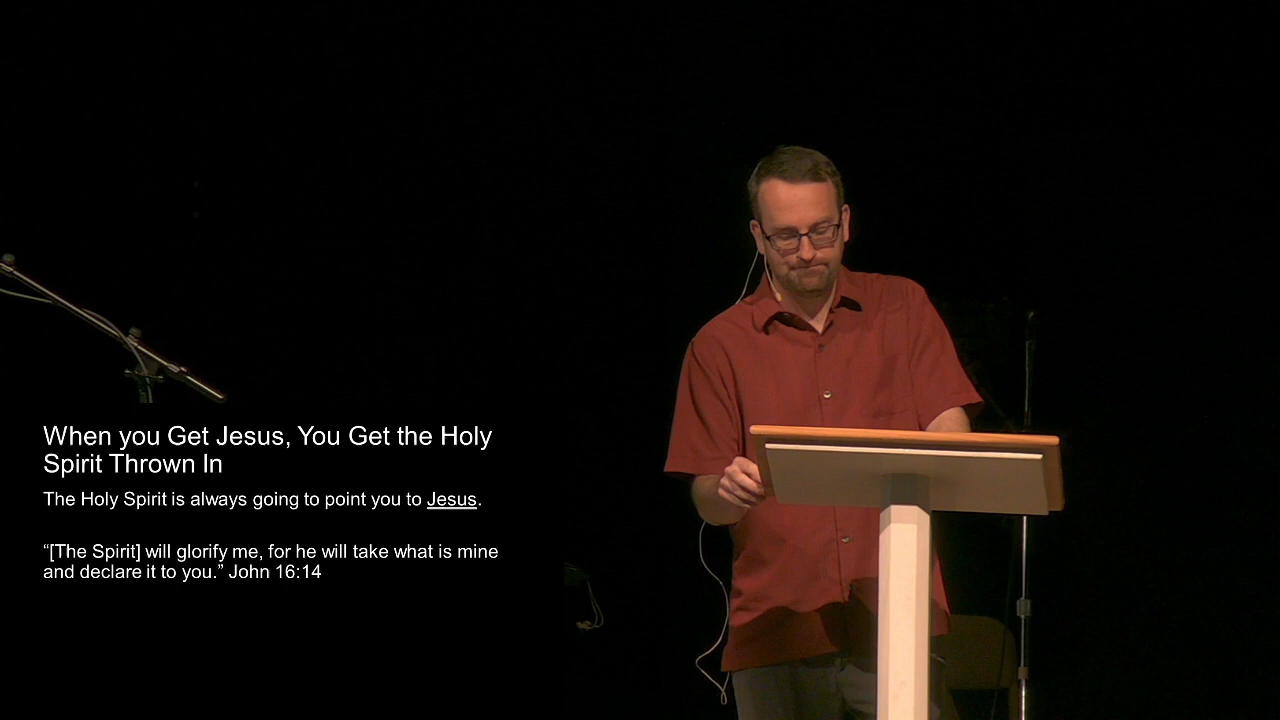 When you Get Jesus, You Get the Holy
Spirit Thrown In
The Holy Spirit is always going to point you to Jesus.
“[The Spirit] will glorify me, for he will take what is mine
and declare it to you.” John 16:14